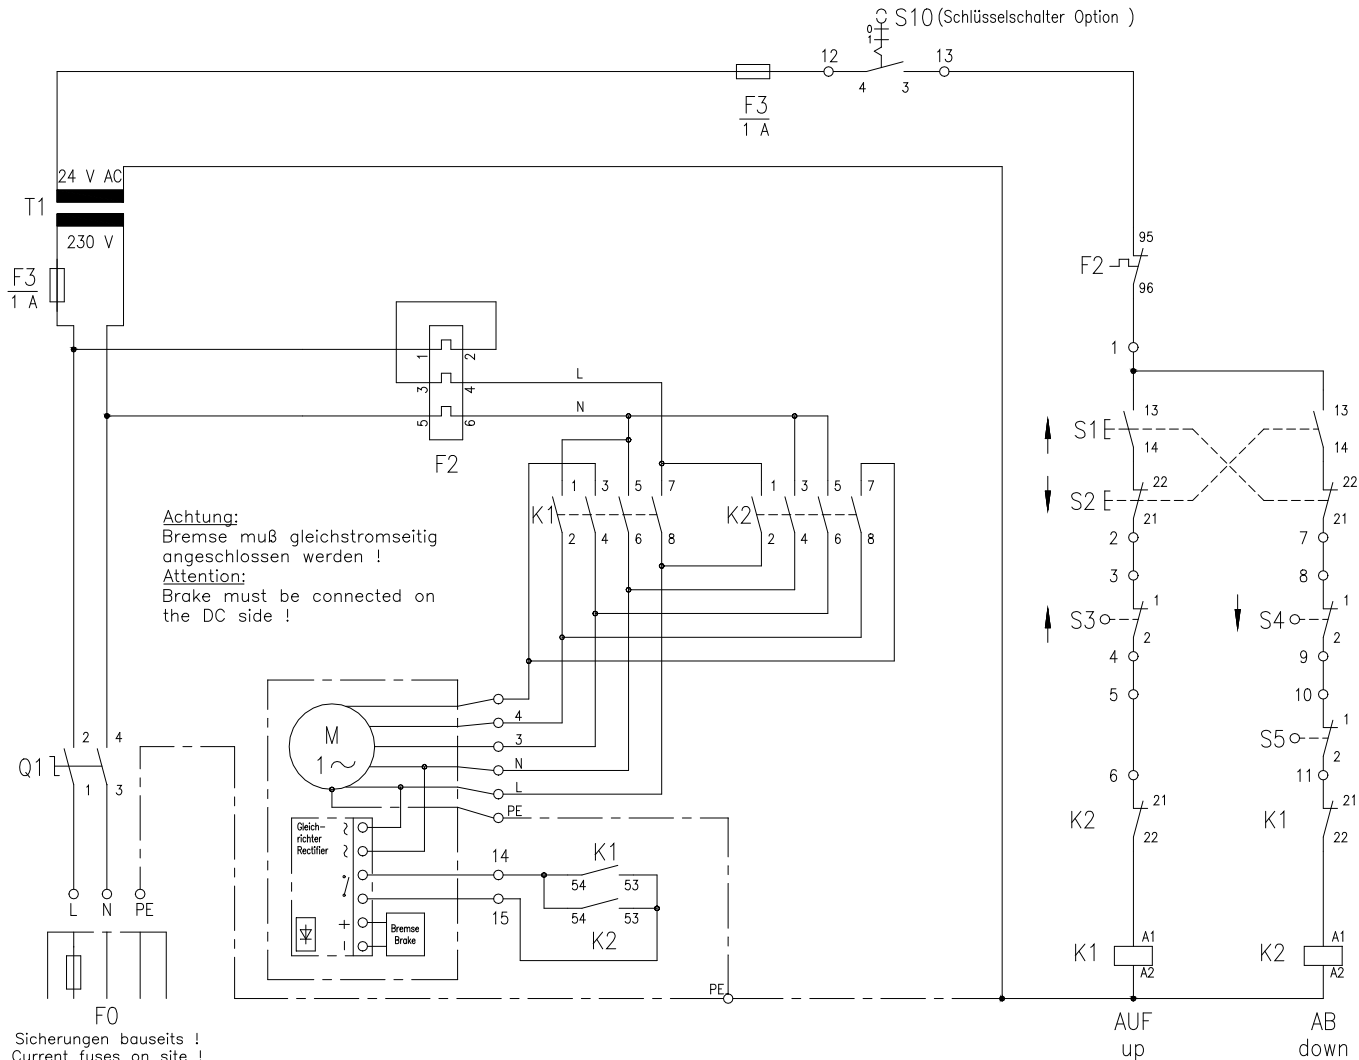 S10 (Schlüsselschalter Option )
0
1
12
13
4
3
F3
1 A
24 V AC
T1
230 V
F3
1 A
95
F2
96
1
1
2
3
4
5
6
F2
L
N
13
S1
14
13
14
22
S2
21
22
21
1
3
5
7
K1
2
4
6
8
1
3
5
7
K2
2
4
6
8
Achtung:
Bremse muß gleichstromseitig
angeschlossen werden !
Attention:
Brake must be connected on
the DC side !
2
3
7
8
1
S3
2
4
5
1
S4
2
9
10
1
S5
2
6
11
21
K2
22
21
K1
22
2
4
Q1
1
3
M
1~
4
3
N
L
PE
Gleich-
richter
Rectifier
~
~
+
Bremse
Brake
14
15
K1
54
53
54
53
K2
L
N
PE
A1
K1
A2
A1
K2
A2
PE
F0
Sicherungen bauseits !
Current fuses on site !
AUF
up
AB
down